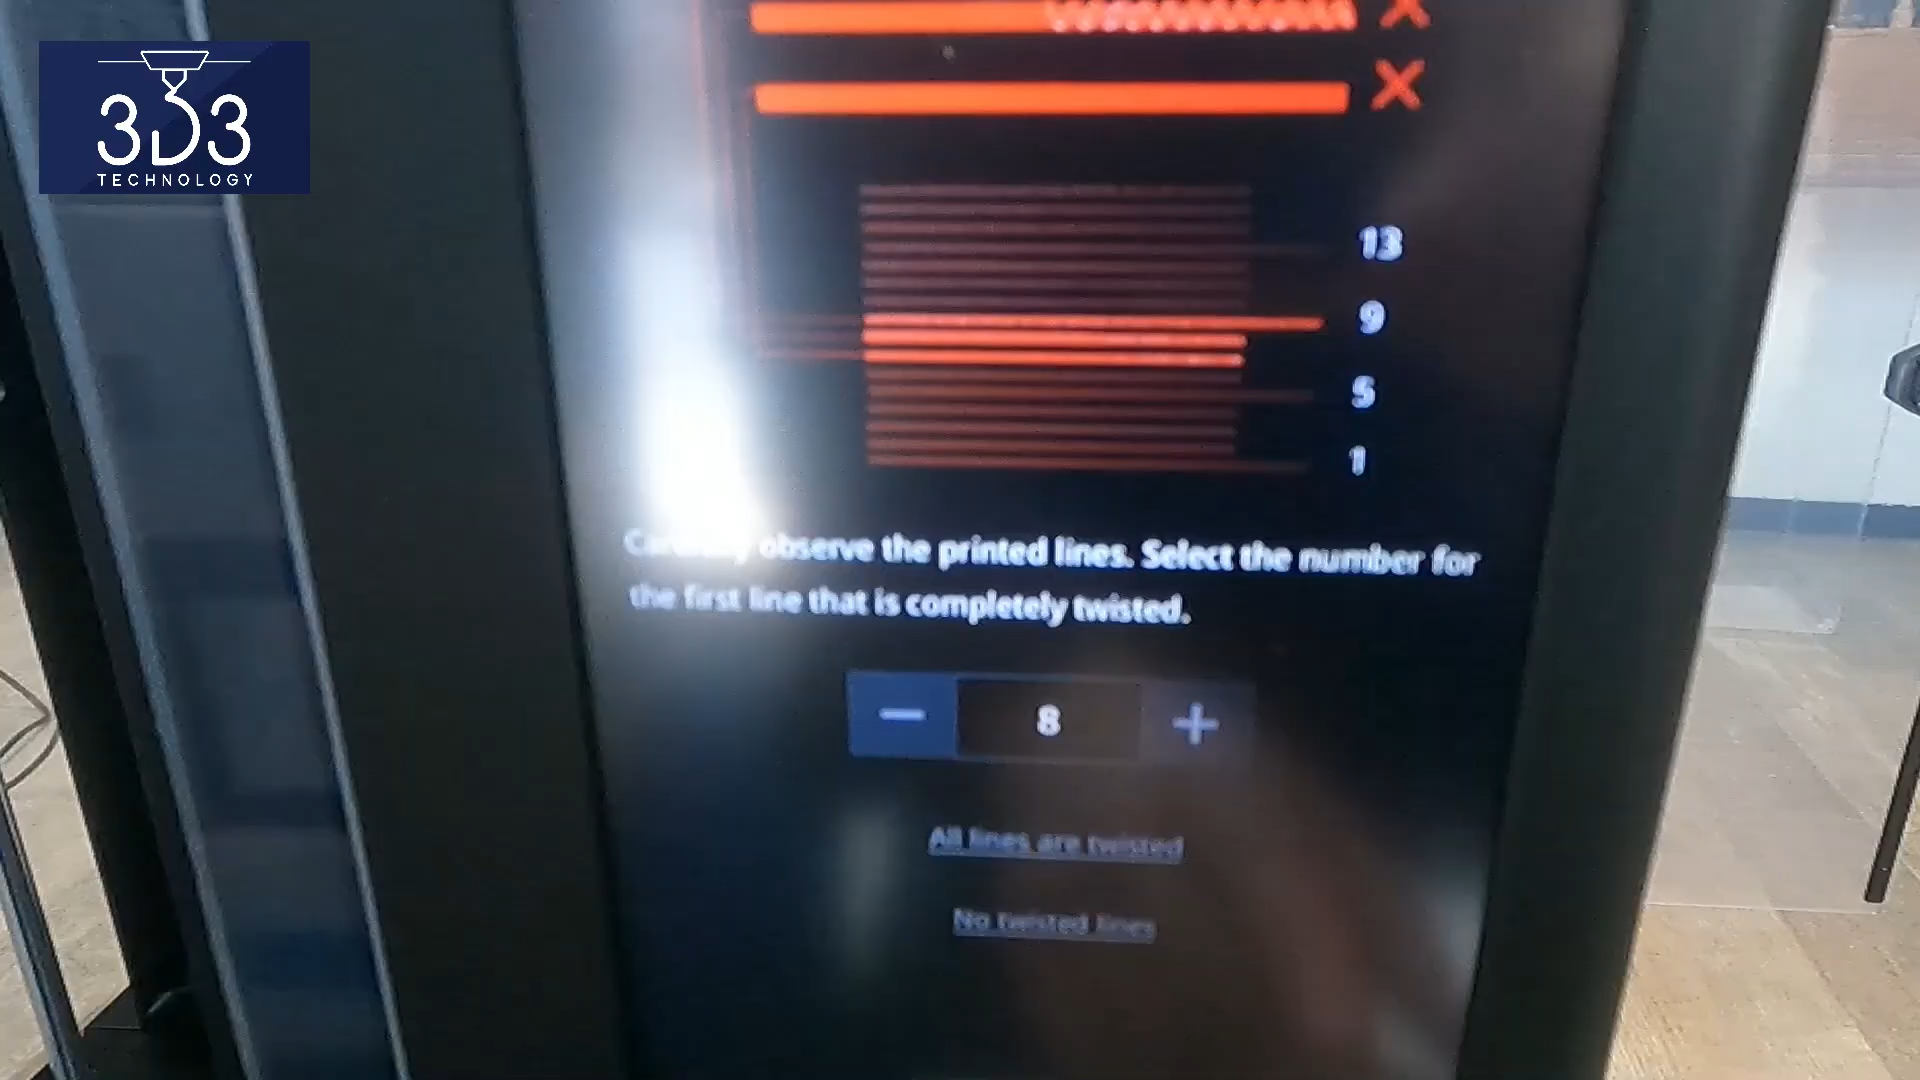 3D3
TECHNOLOGY
13
9
5
1
observe the printed lines. Select the number for
the first line that is completely twisted.
8
All lines are twisted
No twisted lines